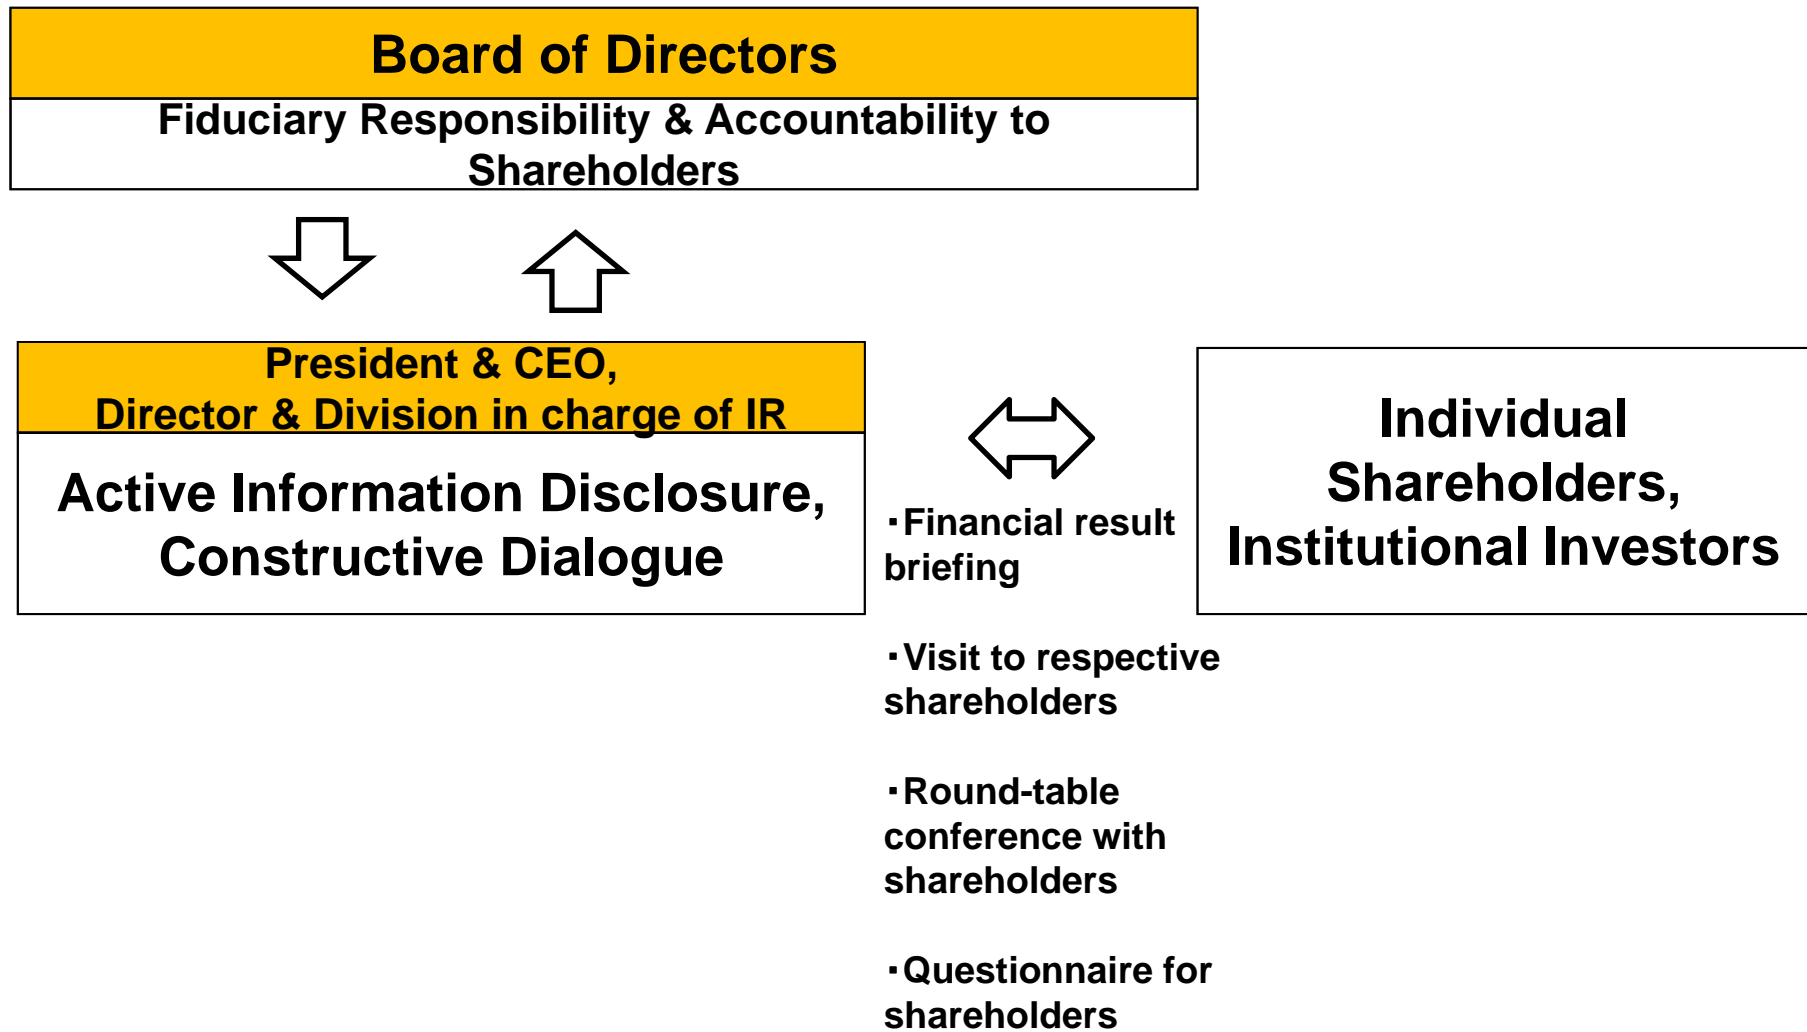 Board of Directors
Fiduciary Responsibility & Accountability to
Shareholders
President & CEO,
Director & Division in charge of IR
Active Information Disclosure,
Constructive Dialogue
・Financial result
briefing
・Visit to respective
shareholders
・Round-table
conference with
shareholders
・Questionnaire for
shareholders
Individual
Shareholders,
Institutional Investors